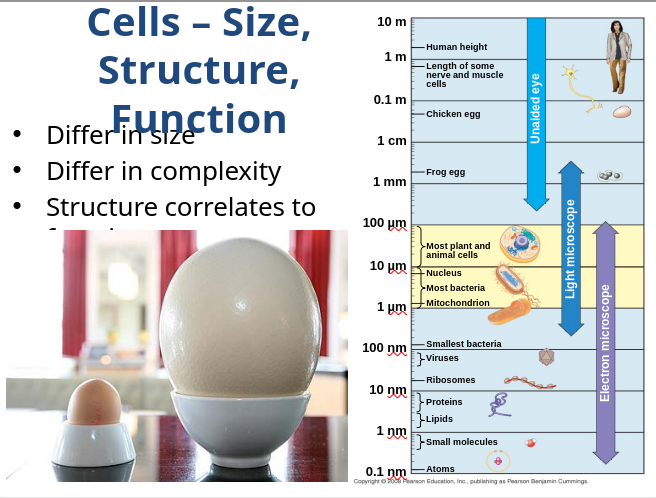 Cells – Size,
Structure,
Function
• Differ in size
• Differ in complexity
• Structure correlates to
10 m
Human height
1 m
Length of some
nerve and muscle
cells
0.1 m
Chicken egg
1 cm
Frog egg
1 mm
100 µm
Most plant and
animal cells
10 µm
Nucleus
Most bacteria
1 µm
Mitochondrion
Smallest bacteria
100 nm
Viruses
Ribosomes
10 nm
Proteins
Lipids
1 nm
Small molecules
0.1 nm
Atoms
Unaided eye
Light microscope
Electron microscope
Copyright © 2008 Pearson Education, Inc., publishing as Pearson Benjamin Cummings.